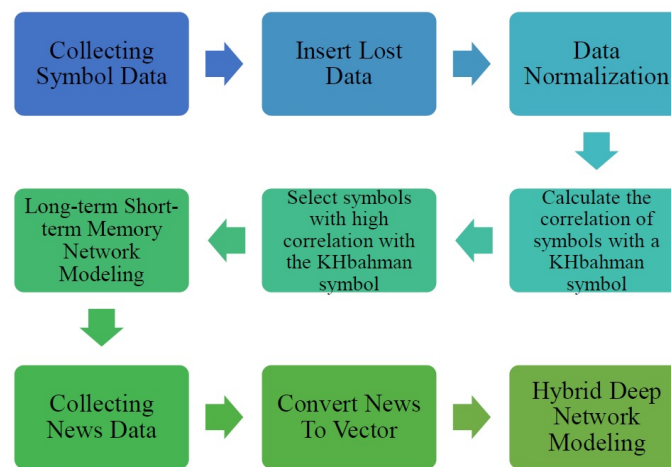 Collecting
Symbol Data
Insert Lost
Data
Data
Normalization
Calculate the
correlation of
symbols with a
KHbahman
symbol
Select symbols
with high
correlation with
the KHbahman
symbol
Long-term Short-
term Memory
Network
Modeling
Collecting
News Data
Convert News
To Vector
Hybrid Deep
Network
Modeling